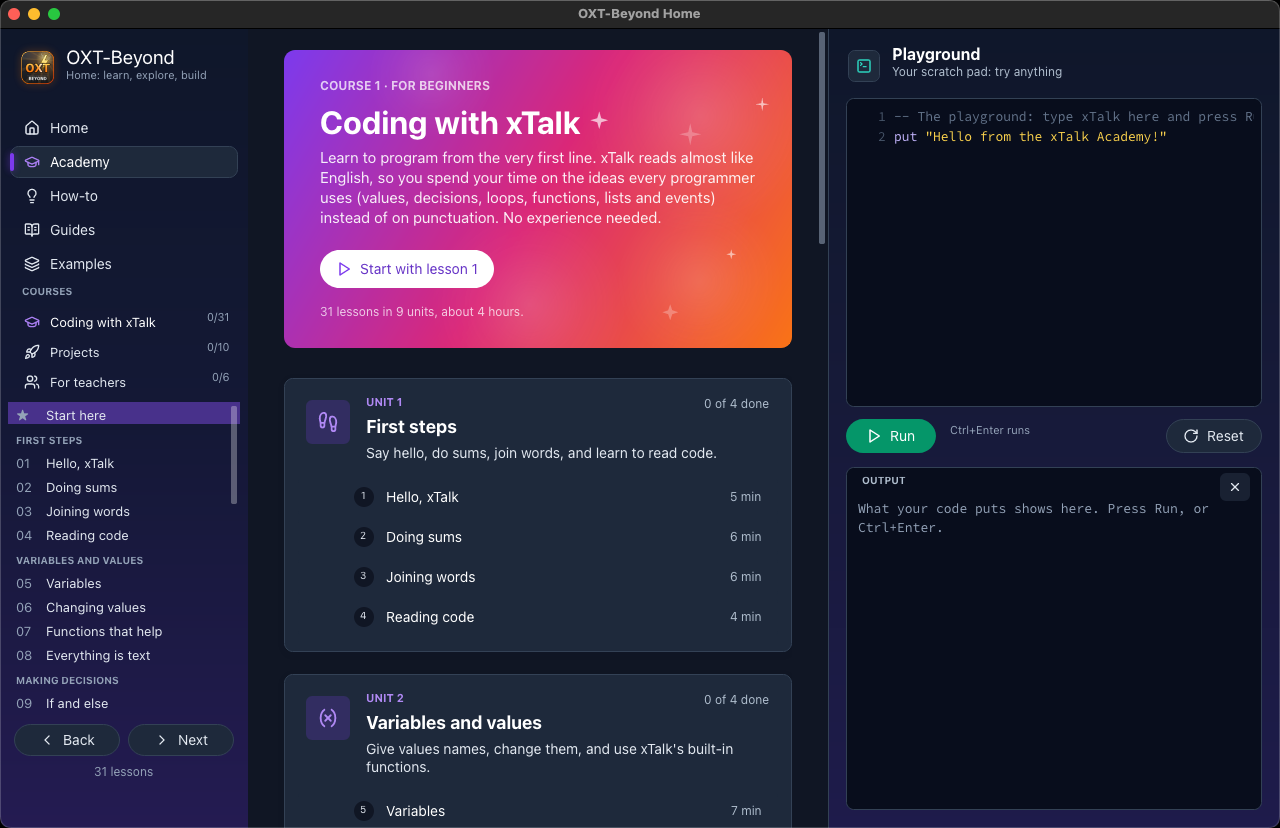 OXT-Beyond Home
OXT
BEYOND
OXT-Beyond
Home: learn, explore, build
Home
Academy
How-to
Guides
Examples
COURSES
Coding with xTalk 0/31
Projects 0/10
For teachers 0/6
Start here
FIRST STEPS
01 Hello, xTalk
02 Doing sums
03 Joining words
04 Reading code
VARIABLES AND VALUES
05 Variables
06 Changing values
07 Functions that help
08 Everything is text
MAKING DECISIONS
09 If and else
Back Next
31 lessons
COURSE 1 · FOR BEGINNERS
Coding with xTalk
Learn to program from the very first line. xTalk reads almost like
English, so you spend your time on the ideas every programmer
uses (values, decisions, loops, functions, lists and events)
instead of on punctuation. No experience needed.
Start with lesson 1
31 lessons in 9 units, about 4 hours.
UNIT 1 0 of 4 done
First steps
Say hello, do sums, join words, and learn to read code.
1 Hello, xTalk 5 min
2 Doing sums 6 min
3 Joining words 6 min
4 Reading code 4 min
UNIT 2 0 of 4 done
Variables and values
Give values names, change them, and use xTalk's built-in
functions.
5 Variables 7 min
Playground
Your scratch pad: try anything
1 -- The playground: type xTalk here and press R
2 put "Hello from the xTalk Academy!"
Run Ctrl+Enter runs Reset
OUTPUT
What your code puts shows here. Press Run, or
Ctrl+Enter.